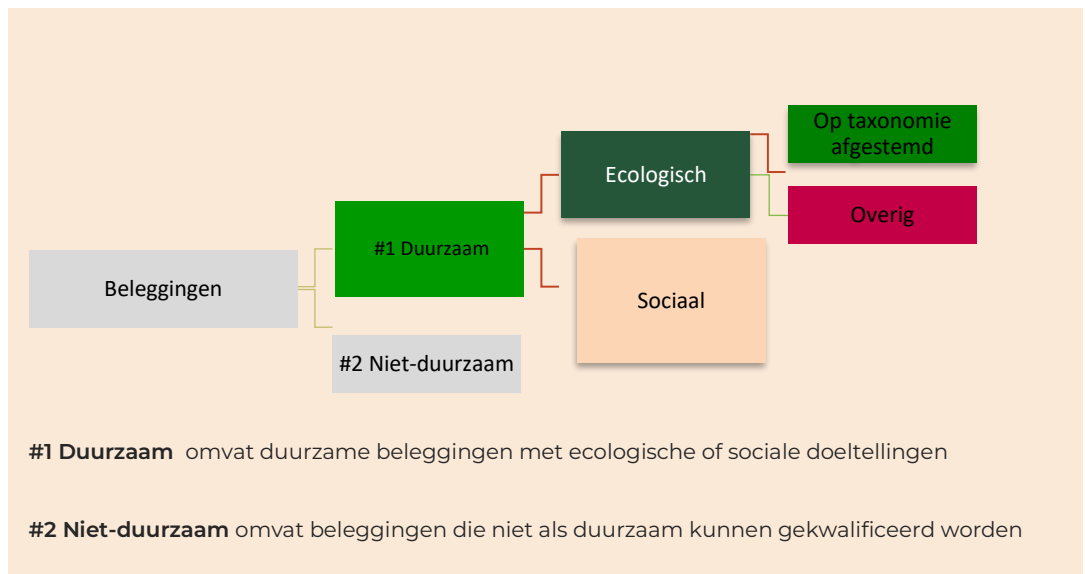 Op taxonomie
afgestemd
Ecologisch
Overig
#1 Duurzaam
Beleggingen
Sociaal
#2 Niet-duurzaam
#1 Duurzaam omvat duurzame beleggingen met ecologische of sociale doeltellingen
#2 Niet-duurzaam omvat beleggingen die niet als duurzaam kunnen gekwalificeerd worden